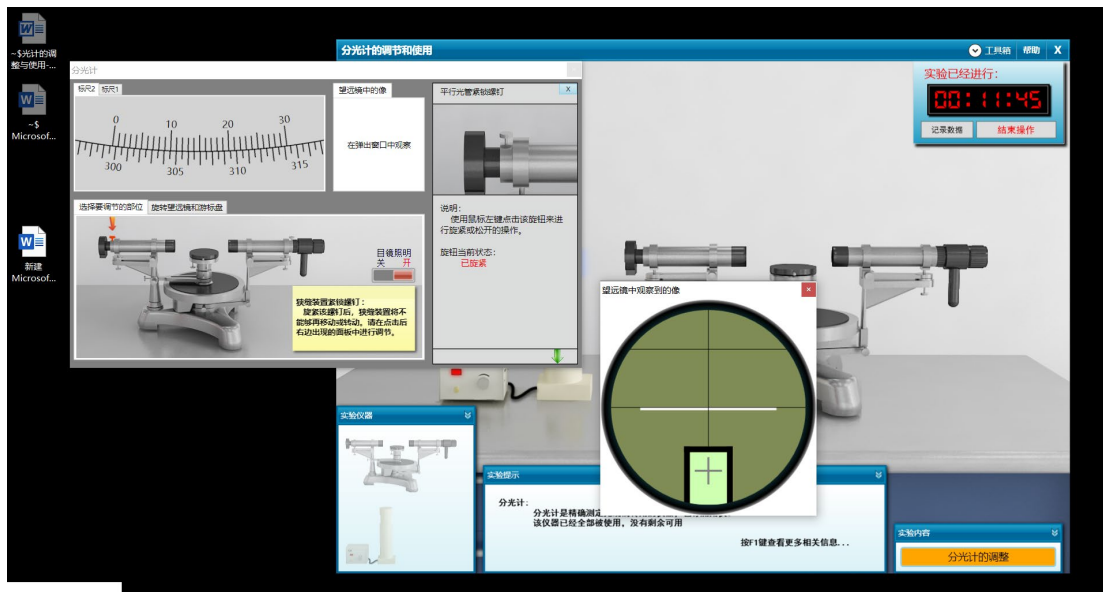 ~$光计的调
整与使用-...
~$
Microsof...
新建
Microsof...
分光计的调节和使用
工具箱
帮助
X
实验已经进行：
00:11:45
记录数据
结束操作
分光计
标尺2
标尺1
0 10 20 30
300 305 310 315
望远镜中的像
在弹出窗口中观察
选择要调节的部位
旋转望远镜和游标盘
目镜照明
关 开
狭缝装置紧锁螺钉：
旋紧该螺钉后，狭缝装置将不
能够再移动或转动。请在点击后
右边出现的面板中进行调节。
平行光管紧锁螺钉
x
说明：
使用鼠标左键点击该旋钮来进
行旋紧或松开的操作。
旋钮当前状态：
已旋紧
望远镜中观察到的像
×
实验仪器
实验提示
分光计：
分光计是精确测定
该仪器已经全部被使用，没有剩余可用
按F1键查看更多相关信息...
实验内容
分光计的调整